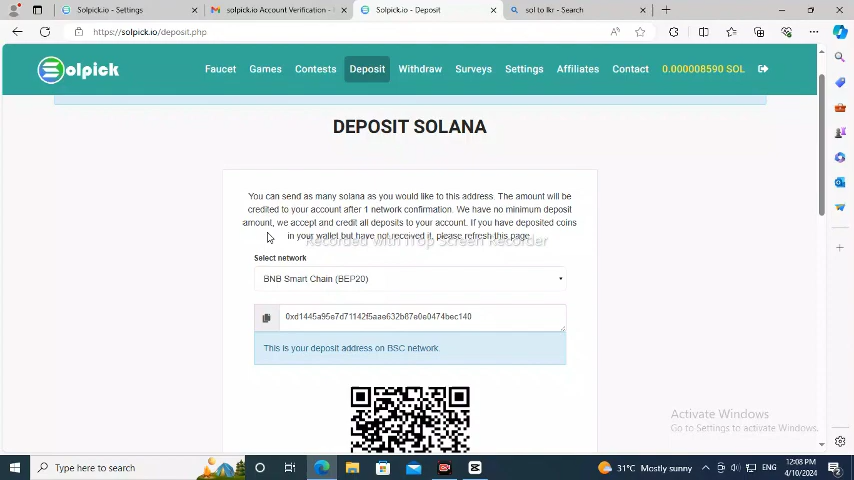 Solpick.io - Settings
solpick.io Account Verification -
Solpick.io - Deposit
sol to lkr - Search
https://solpick.io/deposit.php
Solpick
Faucet Games Contests Deposit Withdraw Surveys Settings Affiliates Contact 0.000008590 SOL
DEPOSIT SOLANA
You can send as many solana as you would like to this address. The amount will be
credited to your account after 1 network confirmation. We have no minimum deposit
amount, we accept and credit all deposits to your account. If you have deposited coins
in your wallet but have not received it, please refresh this page.
Recorded with iTop Screen Recorder
Select network
BNB Smart Chain (BEP20)
This is your deposit address on BSC network.
Activate Windows
Go to Settings to activate Windows.
Type here to search
31°C Mostly sunny
ENG
12:08 PM
4/10/2024
2